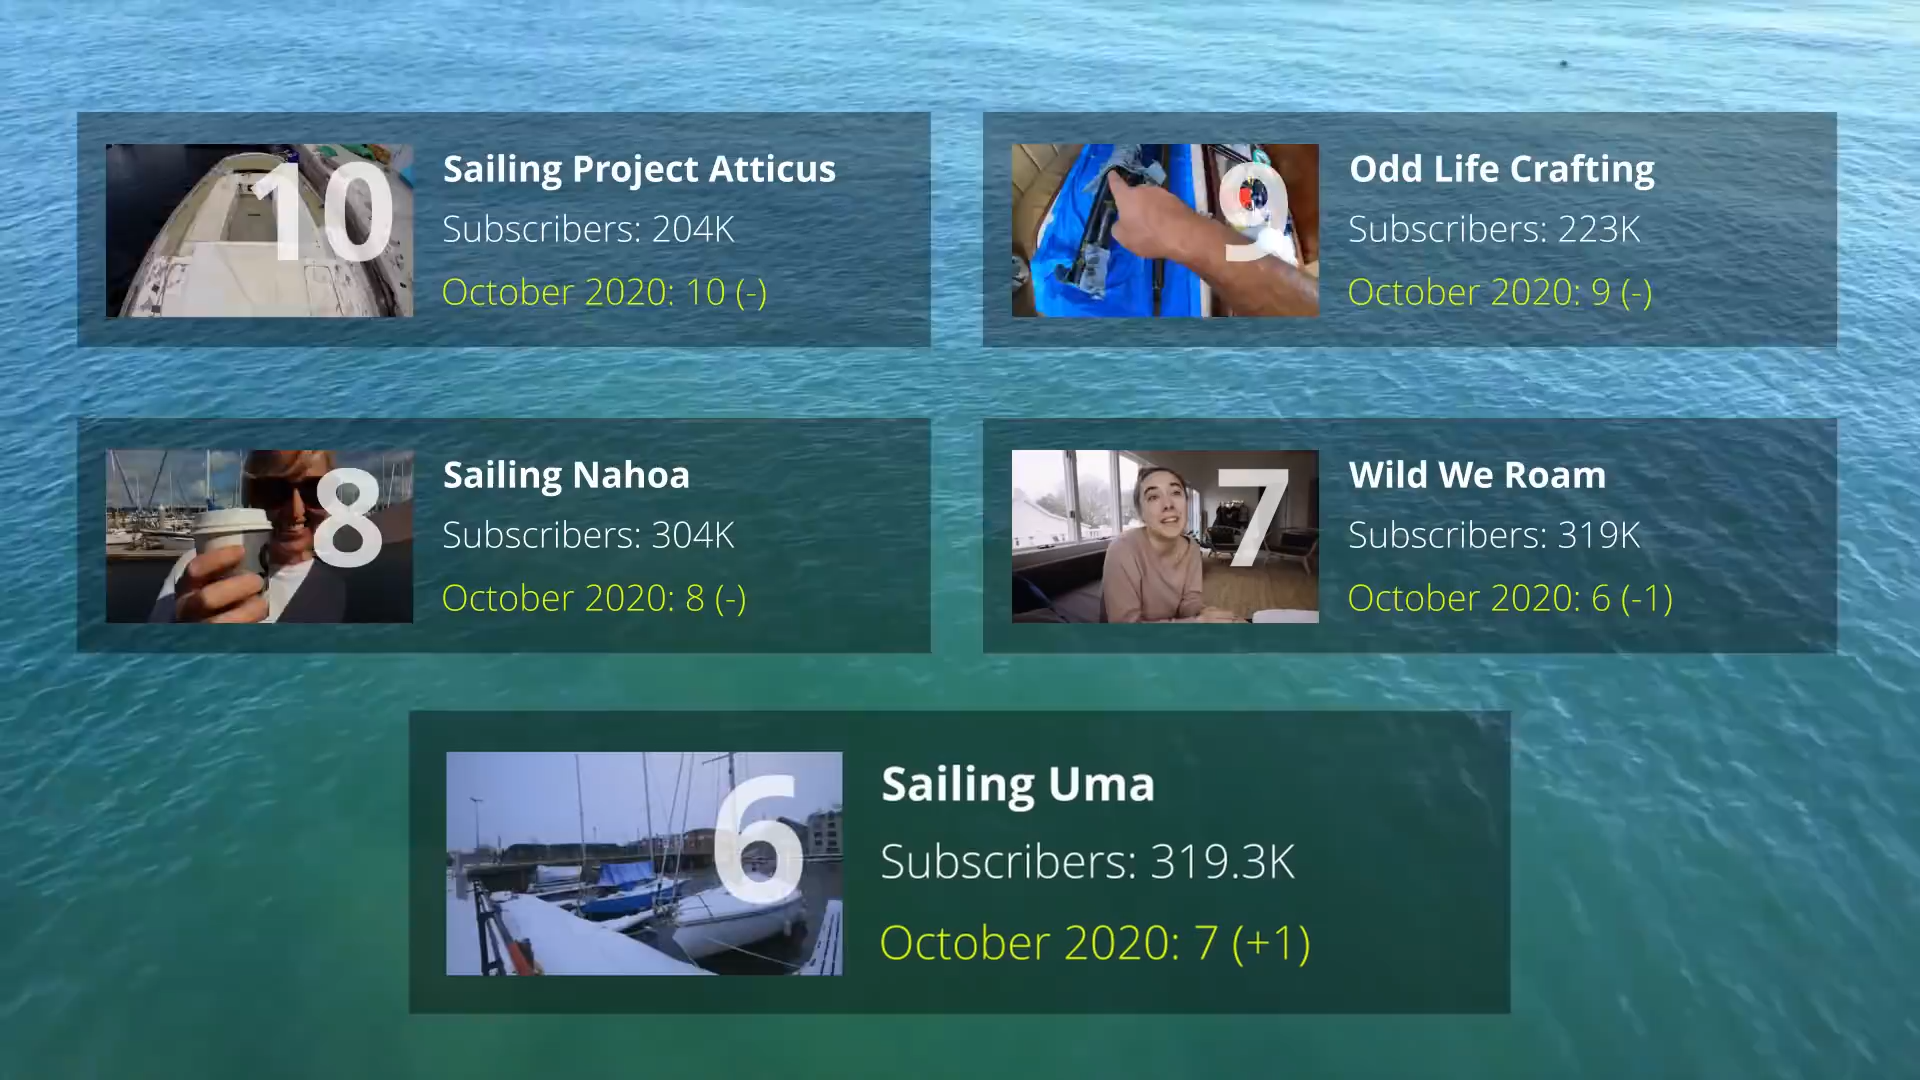 10
Sailing Project Atticus
Subscribers: 204K
October 2020: 10 (-)
9
Odd Life Crafting
Subscribers: 223K
October 2020: 9 (-)
8
Sailing Nahoa
Subscribers: 304K
October 2020: 8 (-)
7
Wild We Roam
Subscribers: 319K
October 2020: 6 (-1)
6
Sailing Uma
Subscribers: 319.3K
October 2020: 7 (+1)